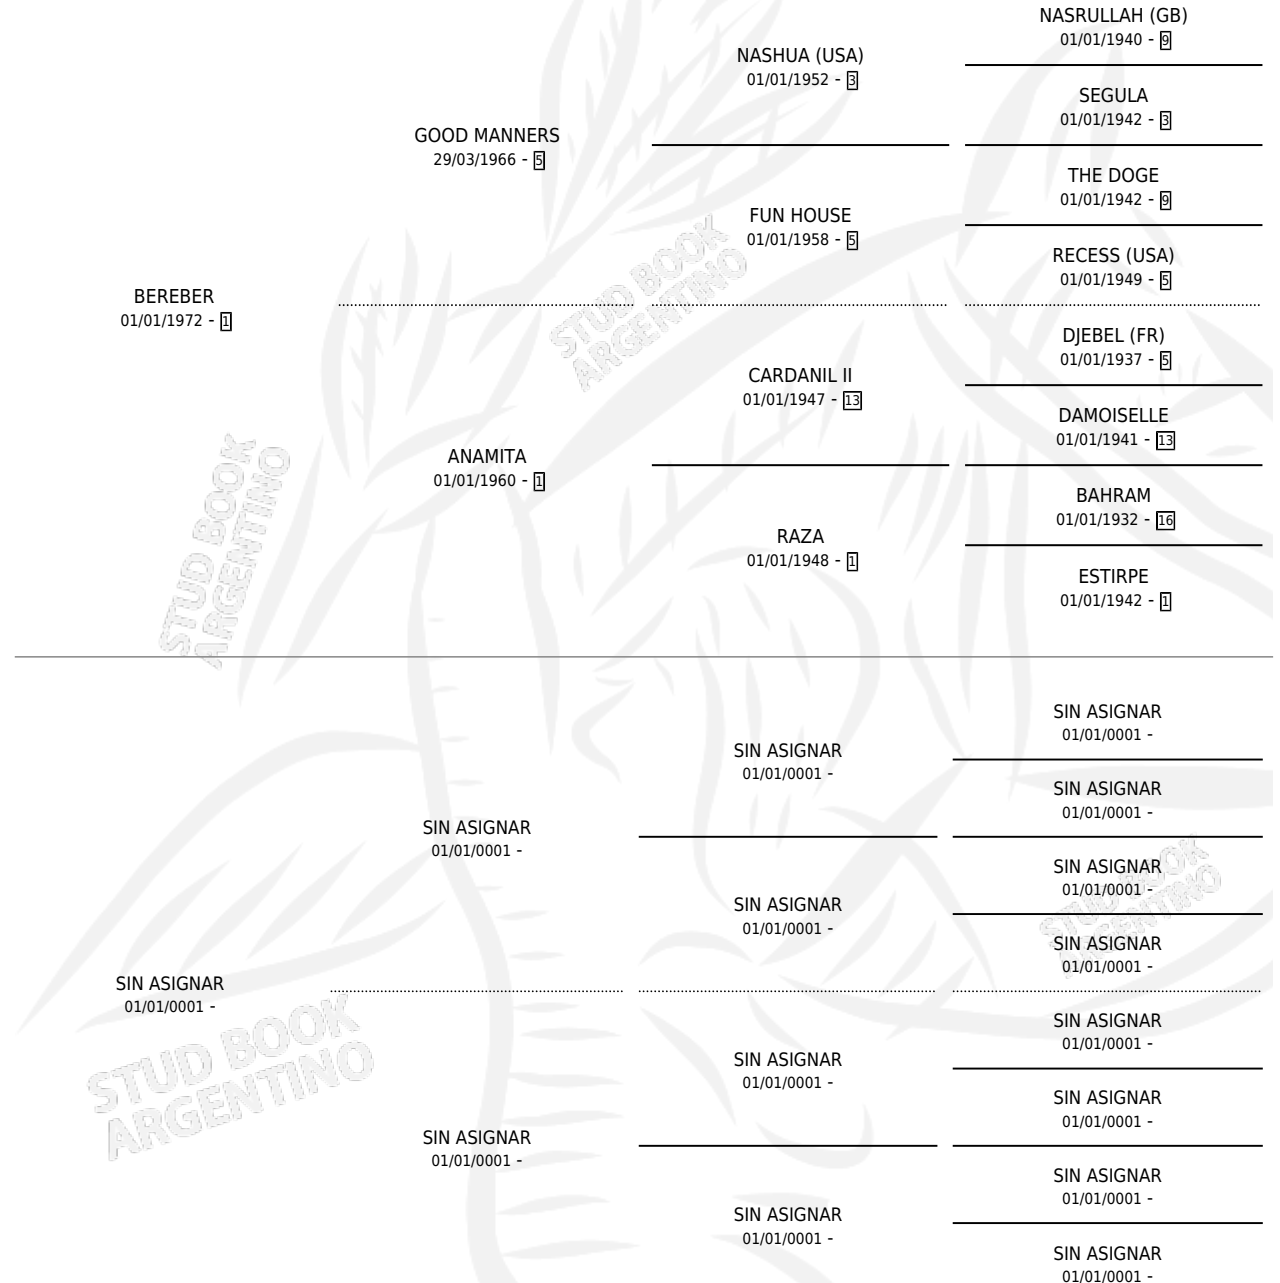 NASRULLAH (GB)
01/01/1940 - 9
NASHUA (USA)
01/01/1952 - 3
SEGULA
01/01/1942 - 3
GOOD MANNERS
29/03/1966 - 5
THE DOGE
01/01/1942 - 9
FUN HOUSE
01/01/1958 - 5
RECESS (USA)
01/01/1949 - 5
BEREBER
01/01/1972 - 1
DJEBEL (FR)
01/01/1937 - 5
CARDANIL II
01/01/1947 - 13
DAMOISELLE
01/01/1941 - 13
ANAMITA
01/01/1960 - 1
BAHRAM
01/01/1932 - 16
RAZA
01/01/1948 - 1
ESTIRPE
01/01/1942 - 1
STUD BOOK
ARGENTINO
STUD BOOK
ARGENTINO
SIN ASIGNAR
01/01/0001 -
SIN ASIGNAR
01/01/0001 -
SIN ASIGNAR
01/01/0001 -
SIN ASIGNAR
01/01/0001 -
SIN ASIGNAR
01/01/0001 -
SIN ASIGNAR
01/01/0001 -
SIN ASIGNAR
01/01/0001 -
SIN ASIGNAR
01/01/0001 -
SIN ASIGNAR
01/01/0001 -
SIN ASIGNAR
01/01/0001 -
SIN ASIGNAR
01/01/0001 -
SIN ASIGNAR
01/01/0001 -
SIN ASIGNAR
01/01/0001 -
SIN ASIGNAR
01/01/0001 -
SIN ASIGNAR
01/01/0001 -
STUD BOOK
ARGENTINO
STUD BOOK
ARGENTINO